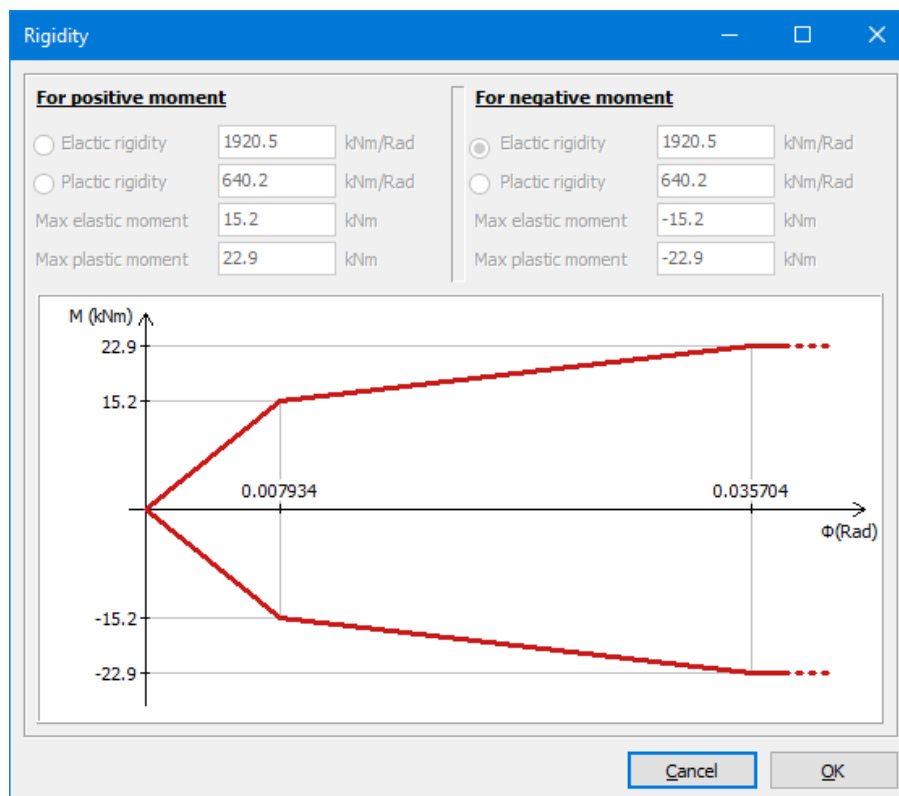 Rigidity
For positive moment
Elactic rigidity 1920.5 kNm/Rad
Plactic rigidity 640.2 kNm/Rad
Max elastic moment 15.2 kNm
Max plastic moment 22.9 kNm
For negative moment
Elactic rigidity 1920.5 kNm/Rad
Plactic rigidity 640.2 kNm/Rad
Max elastic moment -15.2 kNm
Max plastic moment -22.9 kNm
M (kNm)
22.9
15.2
0.007934 0.035704
Φ(Rad)
-15.2
-22.9
Cancel OK